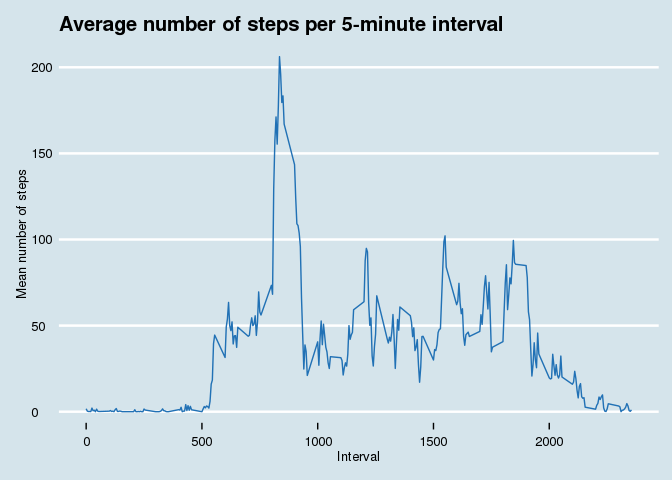 Average number of steps per 5-minute interval
Mean number of steps
200
150
100
50
0
0 500 1000 1500 2000
Interval